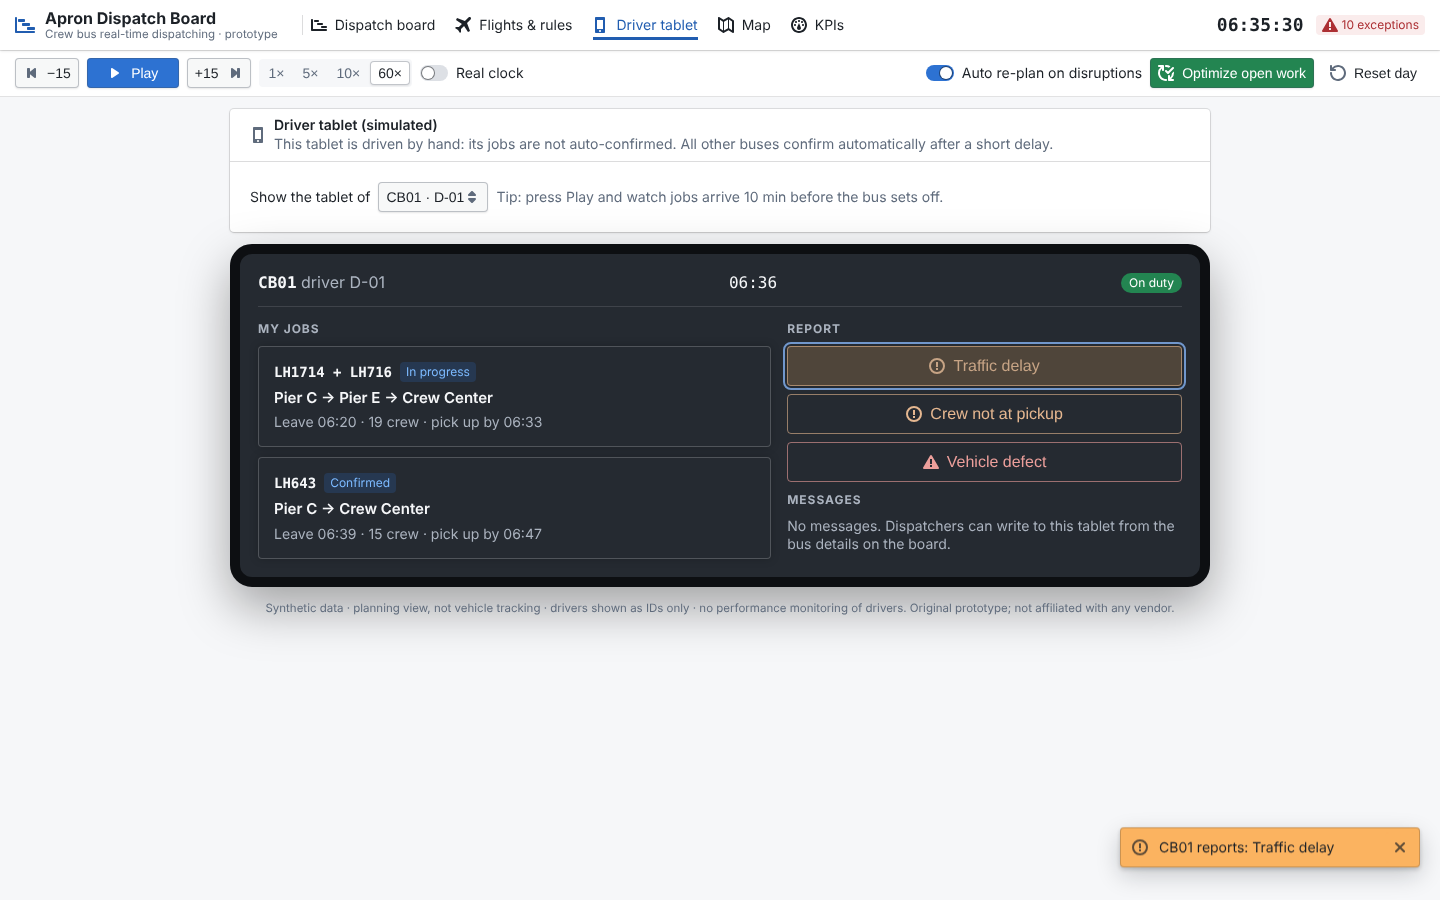 Apron Dispatch Board
Crew bus real-time dispatching · prototype
Dispatch board
Flights & rules
Driver tablet
Map
KPIs
06:35:30
10 exceptions
−15
Play
+15
1×
5×
10×
60×
Real clock
Auto re-plan on disruptions
Optimize open work
Reset day
Driver tablet (simulated)
This tablet is driven by hand: its jobs are not auto-confirmed. All other buses confirm automatically after a short delay.
Show the tablet of
CB01 · D-01
Tip: press Play and watch jobs arrive 10 min before the bus sets off.
CB01 driver D-01
06:36
On duty
MY JOBS
LH1714 + LH716 In progress
Pier C → Pier E → Crew Center
Leave 06:20 · 19 crew · pick up by 06:33
LH643 Confirmed
Pier C → Crew Center
Leave 06:39 · 15 crew · pick up by 06:47
REPORT
Traffic delay
Crew not at pickup
Vehicle defect
MESSAGES
No messages. Dispatchers can write to this tablet from the
bus details on the board.
Synthetic data · planning view, not vehicle tracking · drivers shown as IDs only · no performance monitoring of drivers. Original prototype; not affiliated with any vendor.
CB01 reports: Traffic delay